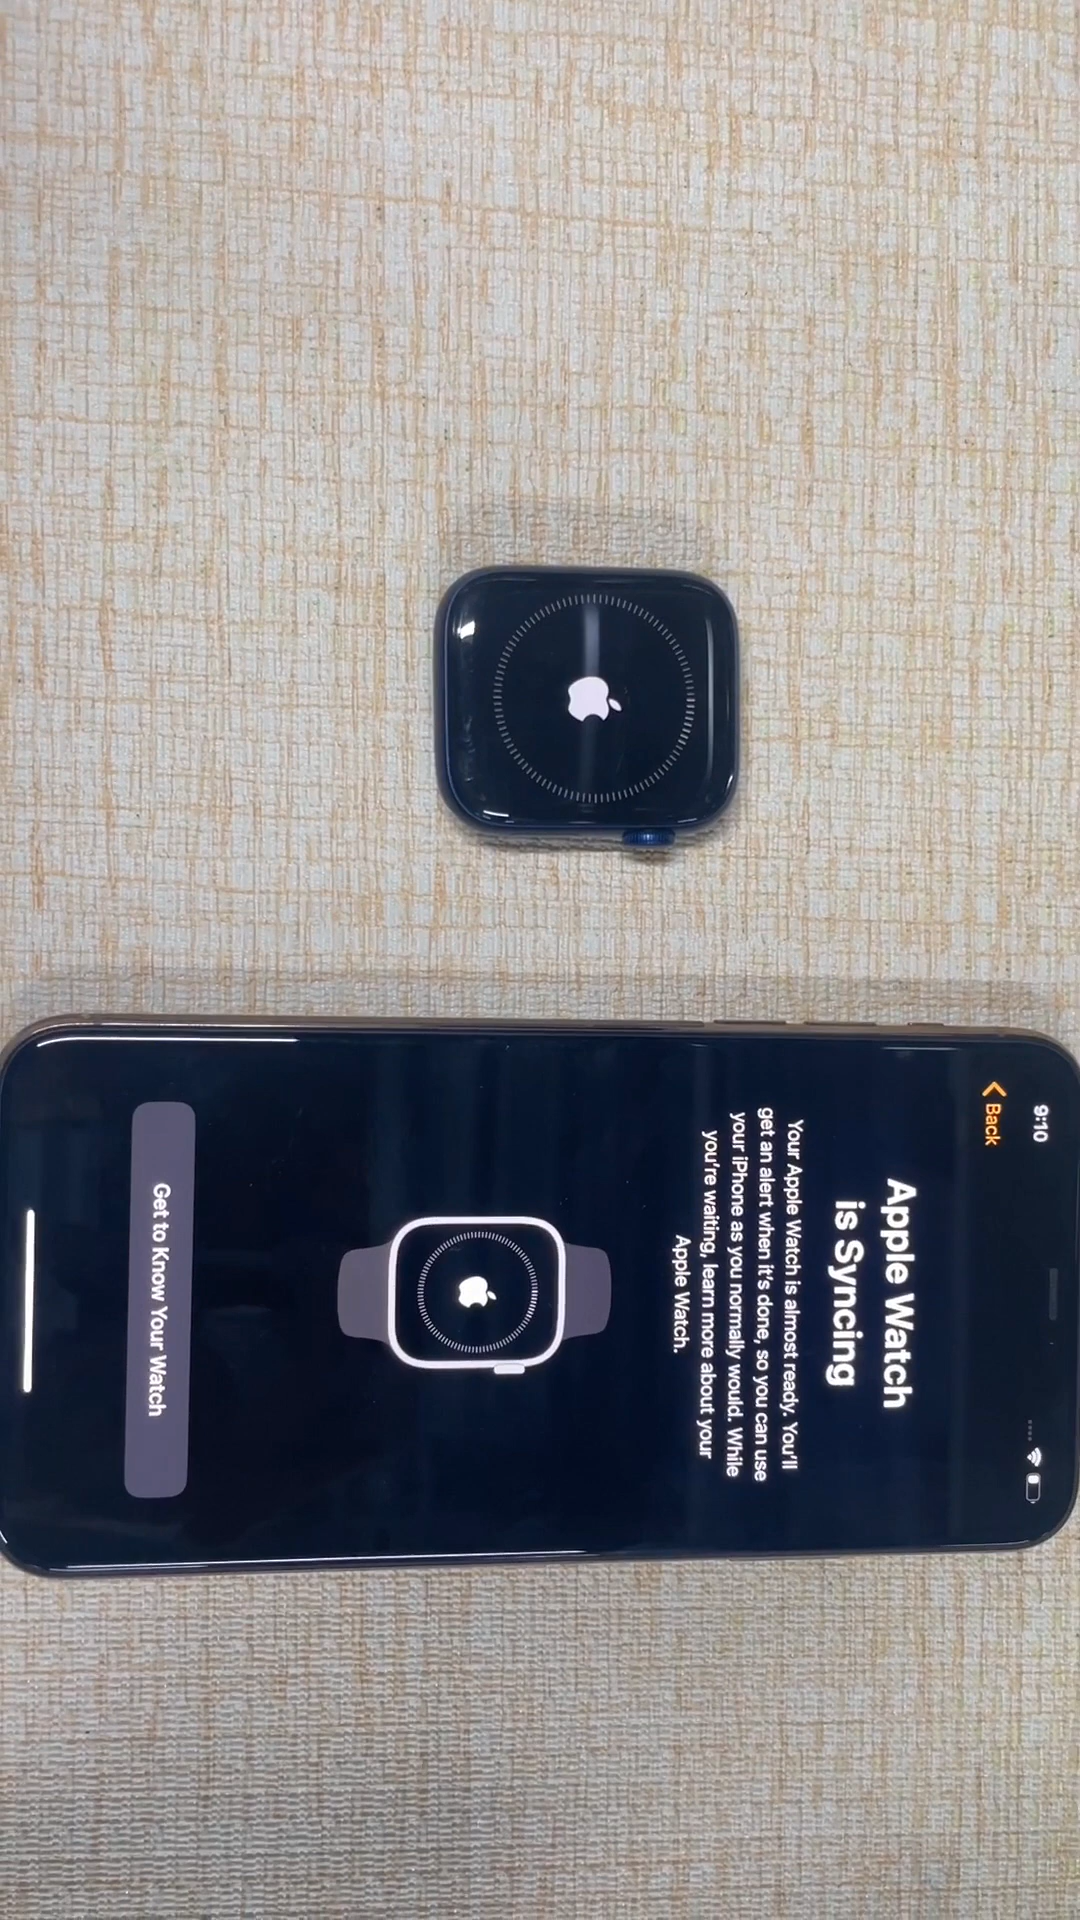 9:10
Back
Apple Watch
is Syncing
Your Apple Watch is almost ready. You'll
get an alert when it's done, so you can use
your iPhone as you normally would. While
you're waiting, learn more about your
Apple Watch.
Get to Know Your Watch